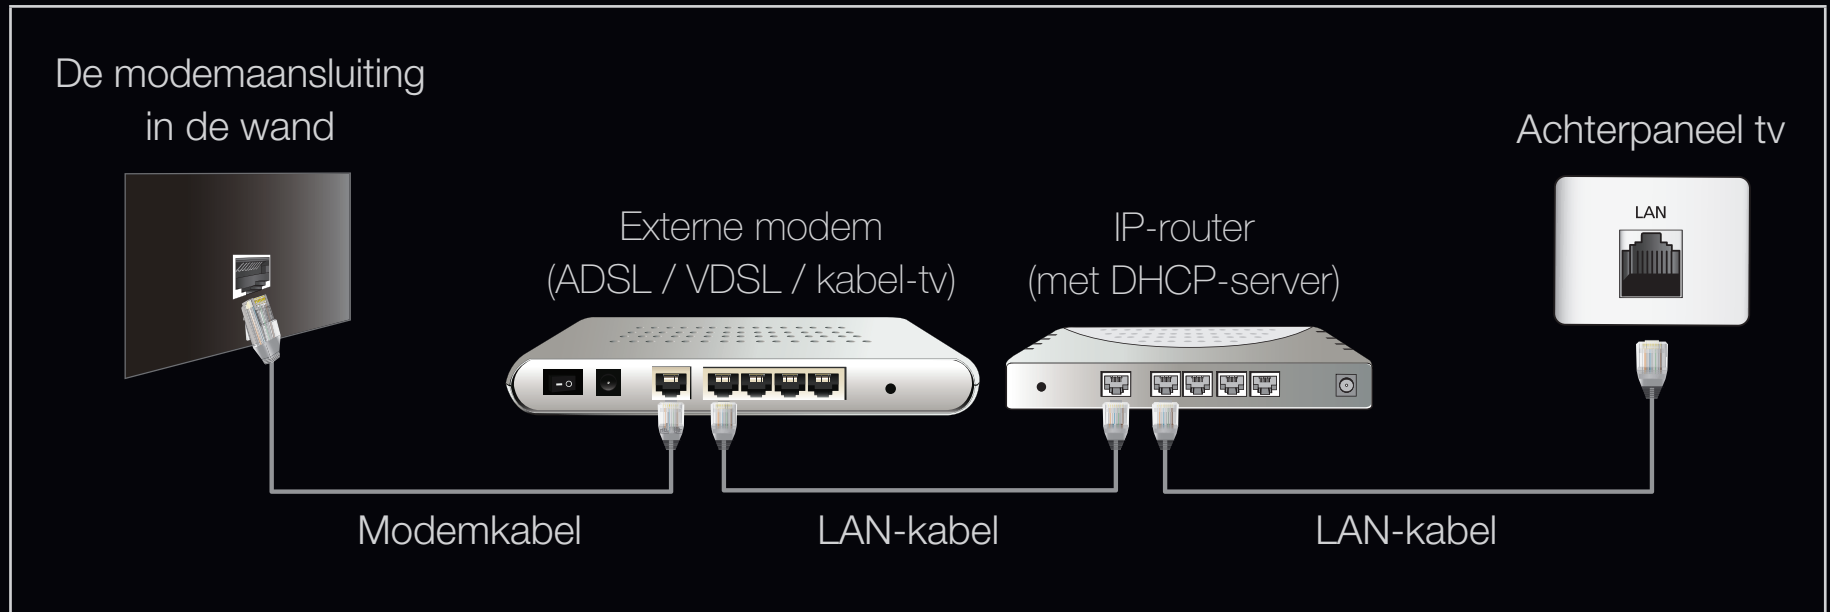 De modemaansluiting
in de wand
Externe modem
(ADSL / VDSL / kabel-tv)
IP-router
(met DHCP-server)
Achterpaneel tv
LAN
Modemkabel
LAN-kabel
LAN-kabel